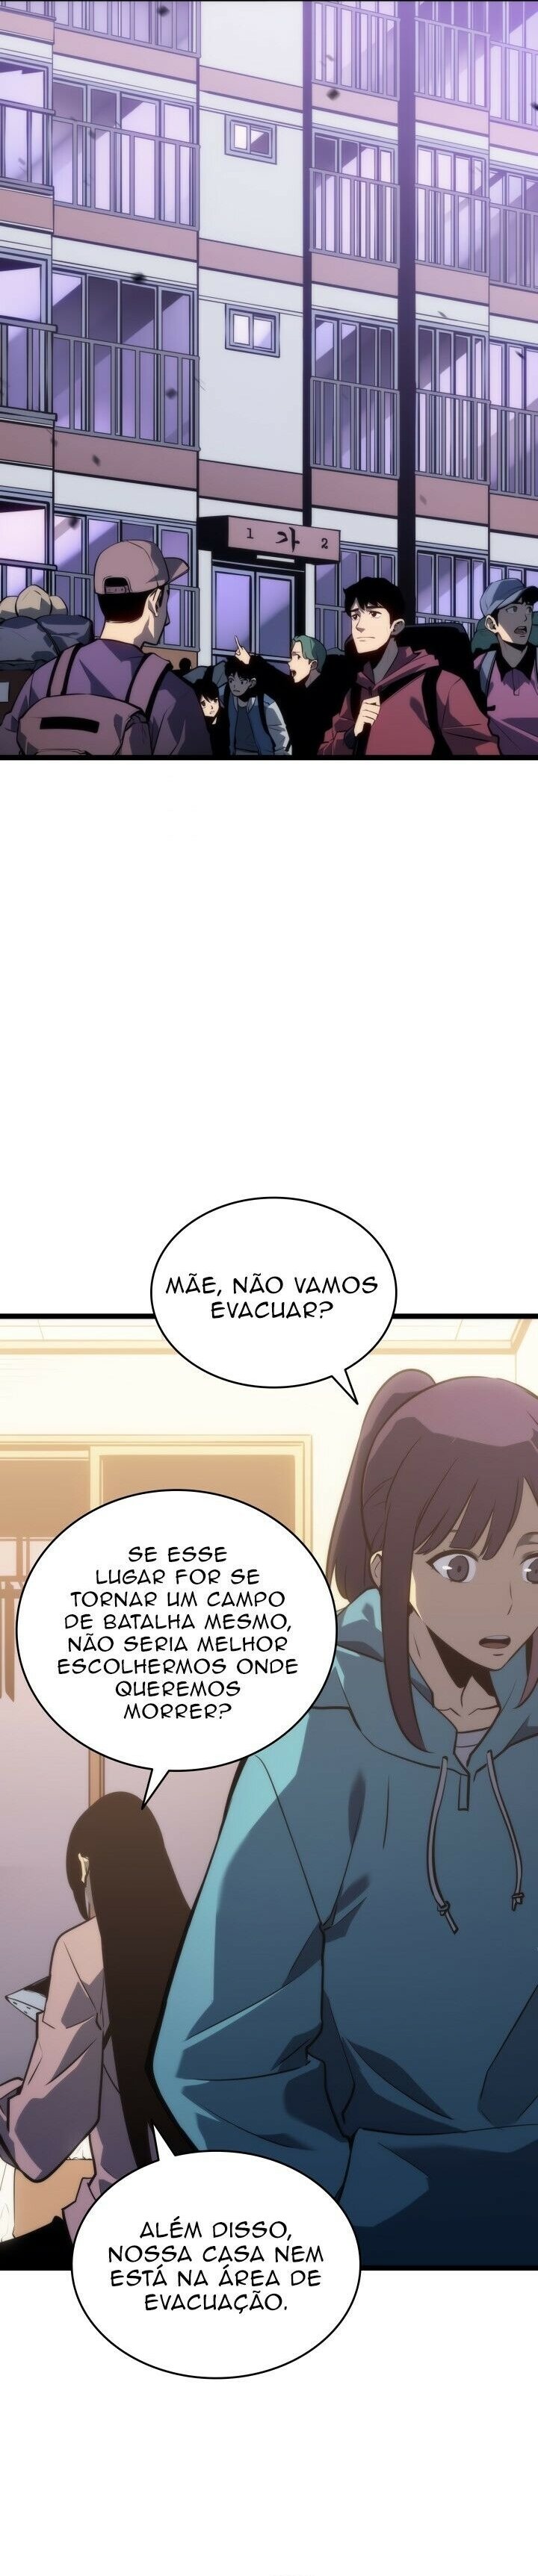 1 가 2
MÃE, NÃO VAMOS
EVACUAR?
SE ESSE
LUGAR FOR SE
TORNAR UM CAMPO
DE BATALHA MESMO,
NÃO SERIA MELHOR
ESCOLHERMOS ONDE
QUEREMOS
MORRER?
ALÉM DISSO,
NOSSA CASA NEM
ESTÁ NA ÁREA DE
EVACUAÇÃO.